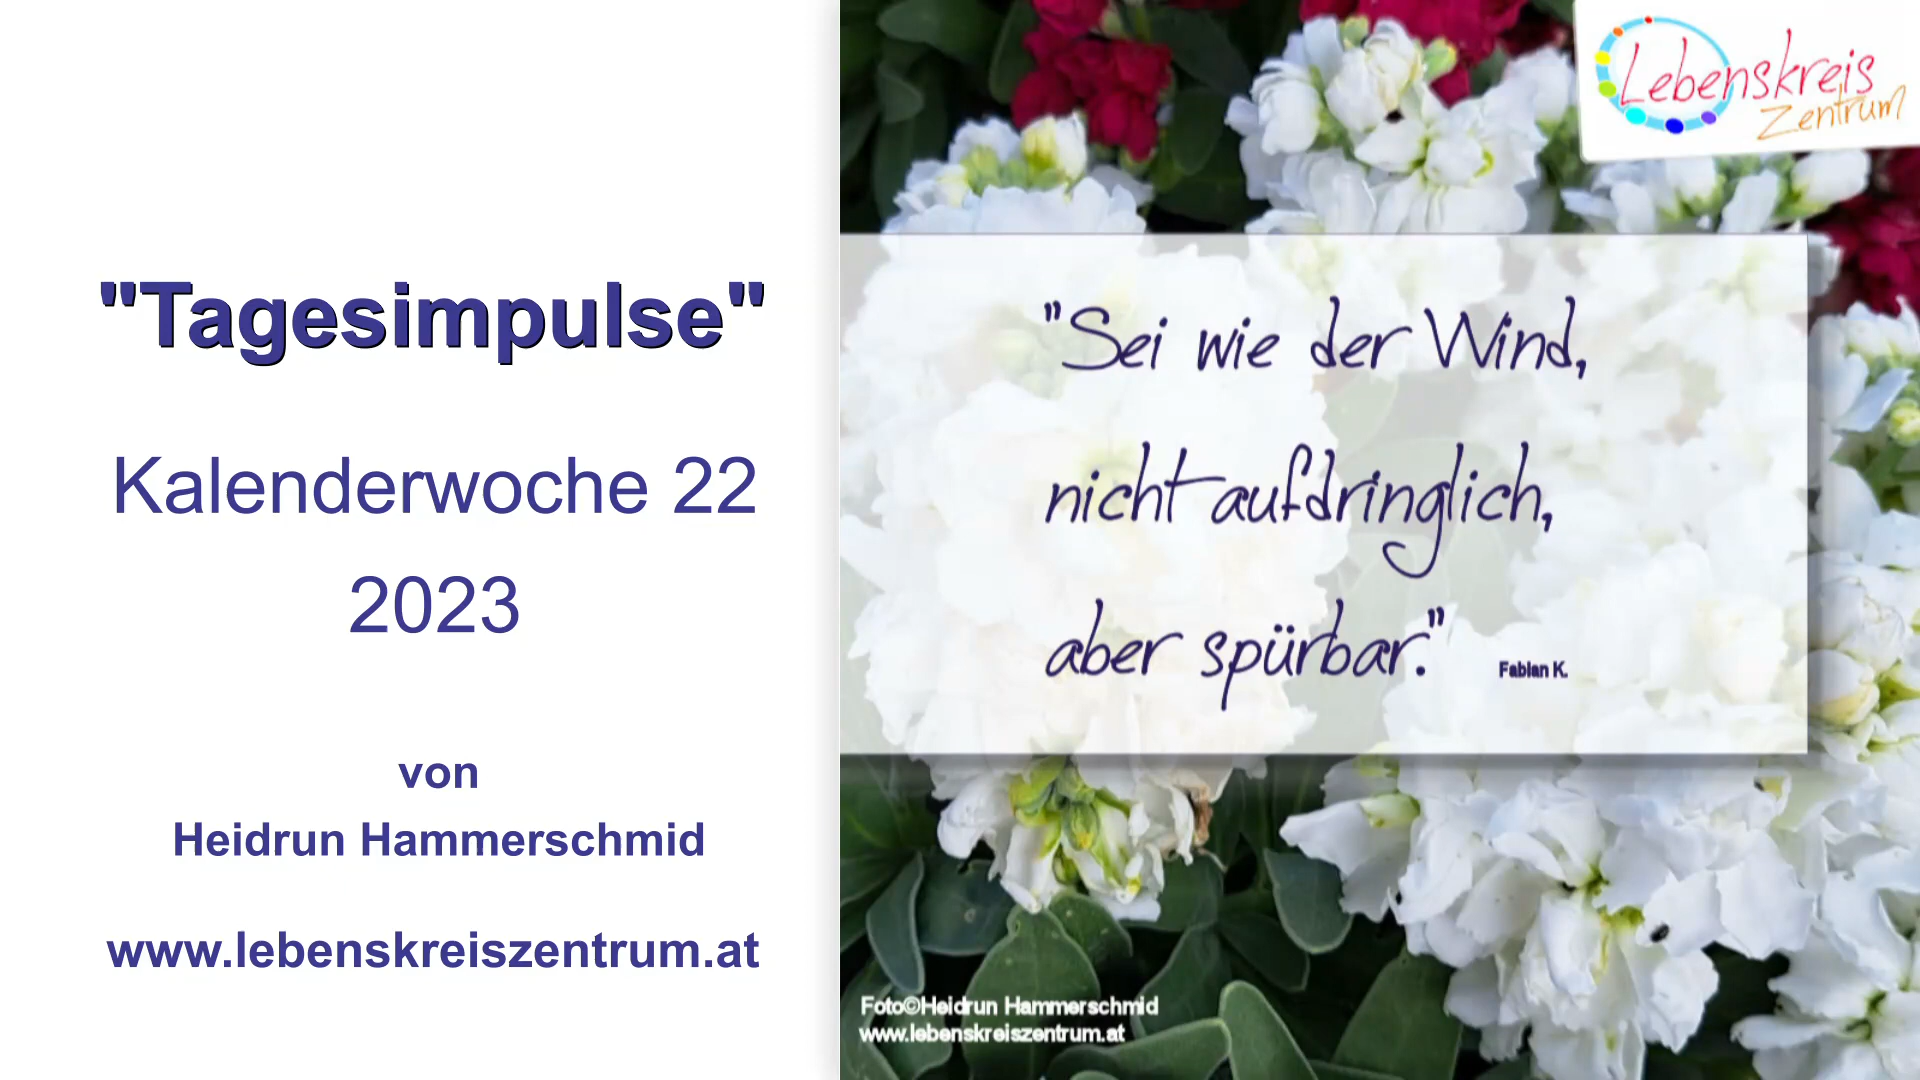 "Tagesimpulse"
Kalenderwoche 22
2023
von
Heidrun Hammerschmid
www.lebenskreiszentrum.at
Lebenskreis
Zentrum
"Sei wie der Wind,
nicht aufdringlich,
aber spürbar."
Fabian K.
Foto©Heidrun Hammerschmid
www.lebenskreiszentrum.at